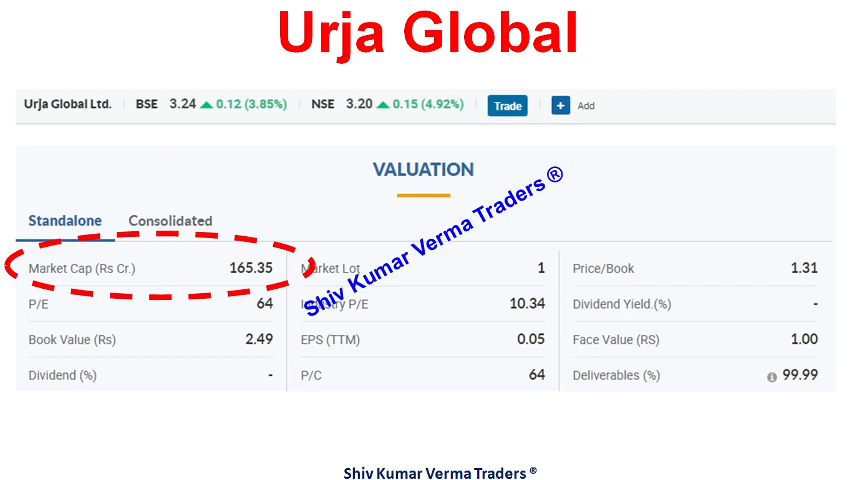 Urja Global
Urja Global Ltd. BSE 3.24 0.12 (3.85%) NSE 3.20 0.15 (4.92%) Trade + Add
VALUATION
Shiv Kumar Verma Traders ®
Standalone Consolidated
Market Cap (Rs Cr.) 165.35 Market Lot 1 Price/Book 1.31
P/E 64 Industry P/E 10.34 Dividend Yield.(%) -
Book Value (Rs) 2.49 EPS (TTM) 0.05 Face Value (RS) 1.00
Dividend (%) - P/C 64 Deliverables (%) i 99.99
Shiv Kumar Verma Traders ®